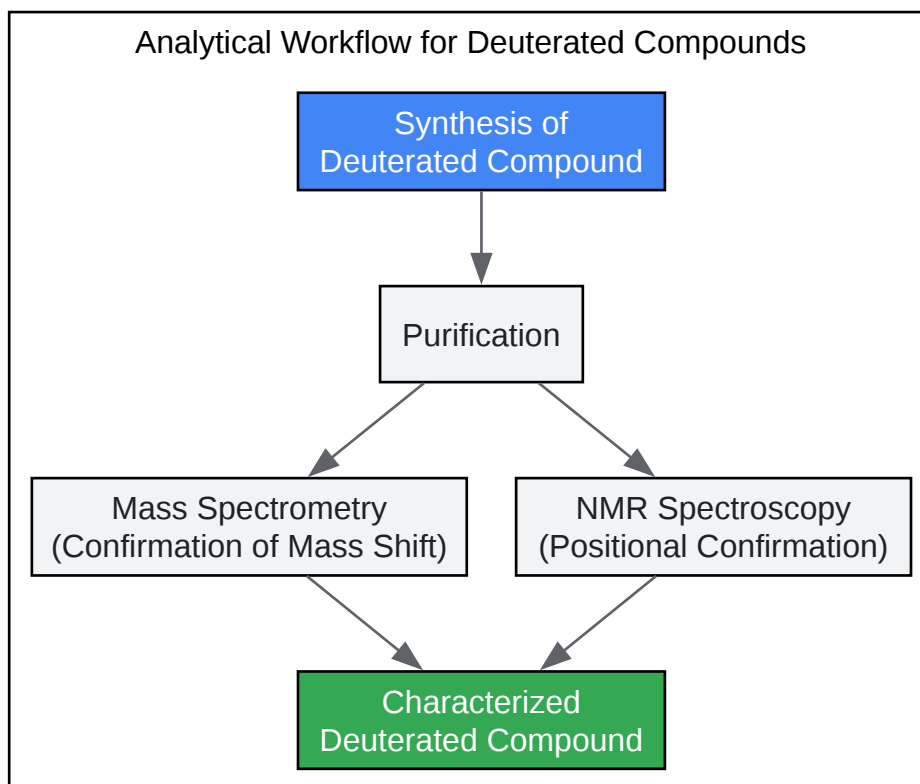 Analytical Workflow for Deuterated Compounds
Synthesis of
Deuterated Compound
Purification
Mass Spectrometry
(Confirmation of Mass Shift)
NMR Spectroscopy
(Positional Confirmation)
Characterized
Deuterated Compound